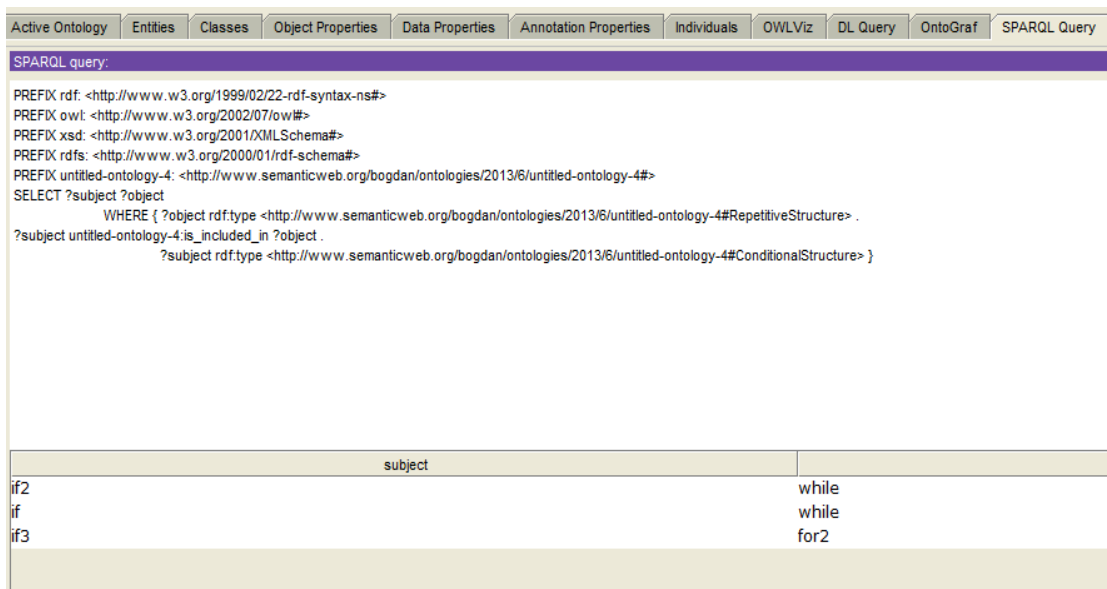 Active Ontology Entities Classes Object Properties Data Properties Annotation Properties Individuals OWLViz DL Query OntoGraf SPARQL Query
SPARQL query:
PREFIX rdf: <http://www.w3.org/1999/02/22-rdf-syntax-ns#>
PREFIX owl: <http://www.w3.org/2002/07/owl#>
PREFIX xsd: <http://www.w3.org/2001/XMLSchema#>
PREFIX rdfs: <http://www.w3.org/2000/01/rdf-schema#>
PREFIX untitled-ontology-4: <http://www.semanticweb.org/bogdan/ontologies/2013/6/untitled-ontology-4#>
SELECT ?subject ?object
WHERE { ?object rdf:type <http://www.semanticweb.org/bogdan/ontologies/2013/6/untitled-ontology-4#RepetitiveStructure> .
?subject untitled-ontology-4:is_included_in ?object .
?subject rdf:type <http://www.semanticweb.org/bogdan/ontologies/2013/6/untitled-ontology-4#ConditionalStructure> }
subject
if2 while
if while
if3 for2